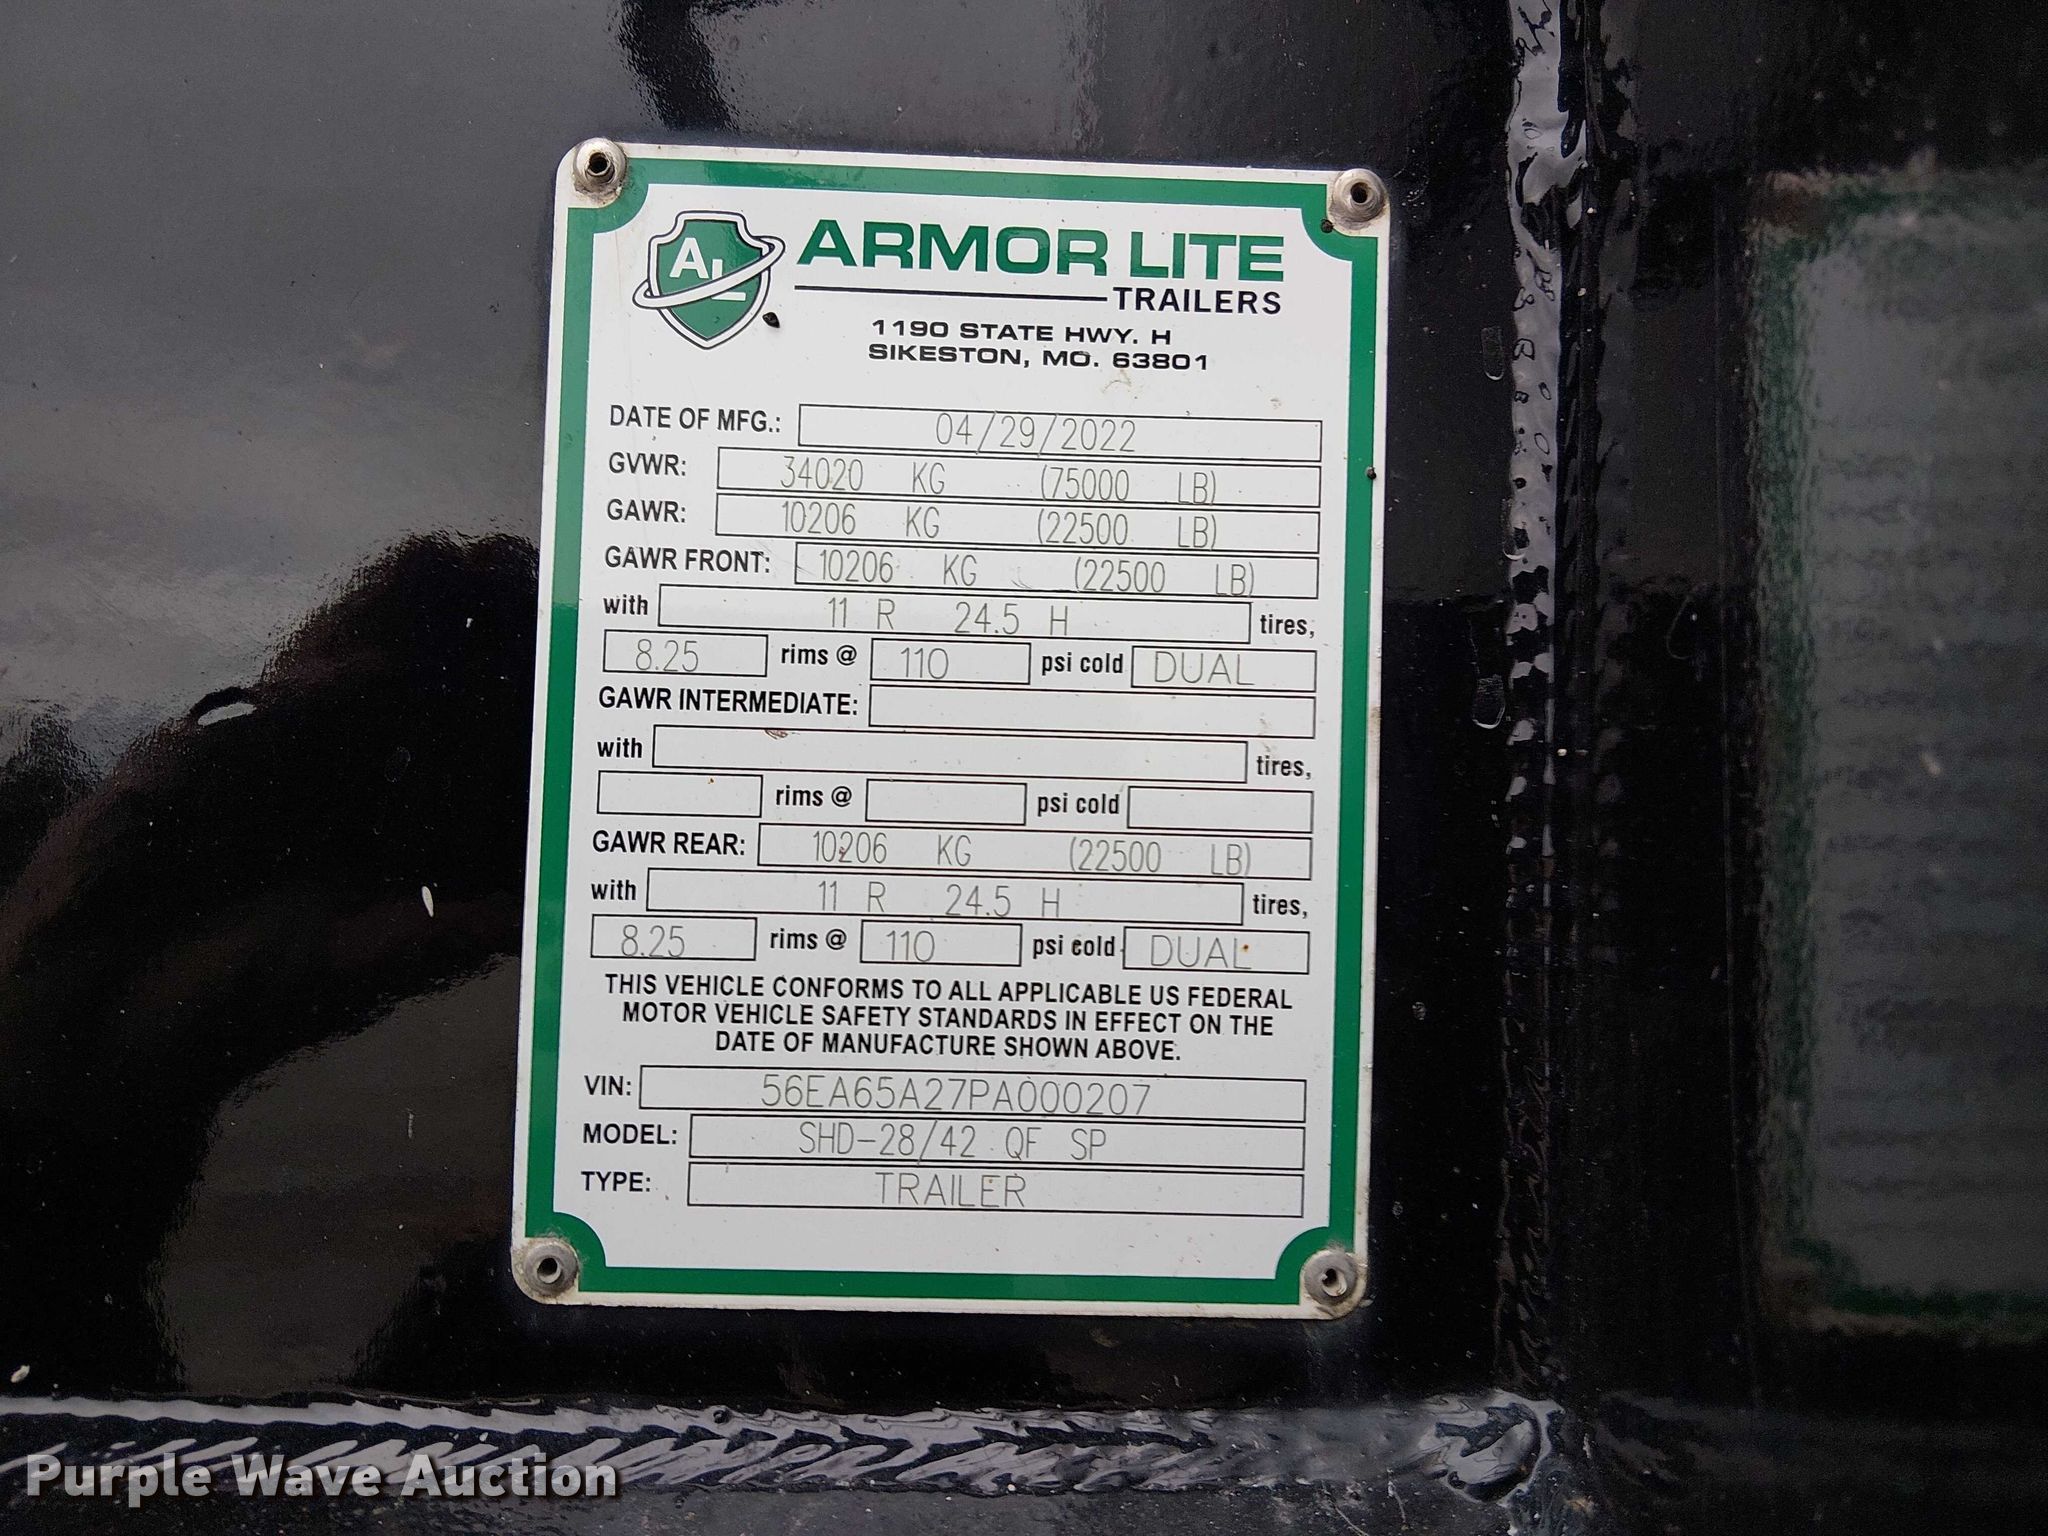 AL
ARMOR LITE
TRAILERS
1190 STATE HWY. H
SIKESTON, MO. 63801
DATE OF MFG.: 04/29/2022
GVWR: 34020 KG (75000 LB)
GAWR: 10206 KG (22500 LB)
GAWR FRONT: 10206 KG (22500 LB)
with 11 R 24.5 H tires,
8.25 rims @ 110 psi cold DUAL
GAWR INTERMEDIATE:
with tires,
rims @ psi cold
GAWR REAR: 10206 KG (22500 LB)
with 11 R 24.5 H tires,
8.25 rims @ 110 psi cold DUAL
THIS VEHICLE CONFORMS TO ALL APPLICABLE US FEDERAL
MOTOR VEHICLE SAFETY STANDARDS IN EFFECT ON THE
DATE OF MANUFACTURE SHOWN ABOVE.
VIN: 56EA65A27PA000207
MODEL: SHD-28/42 QF SP
TYPE: TRAILER
Purple Wave Auction